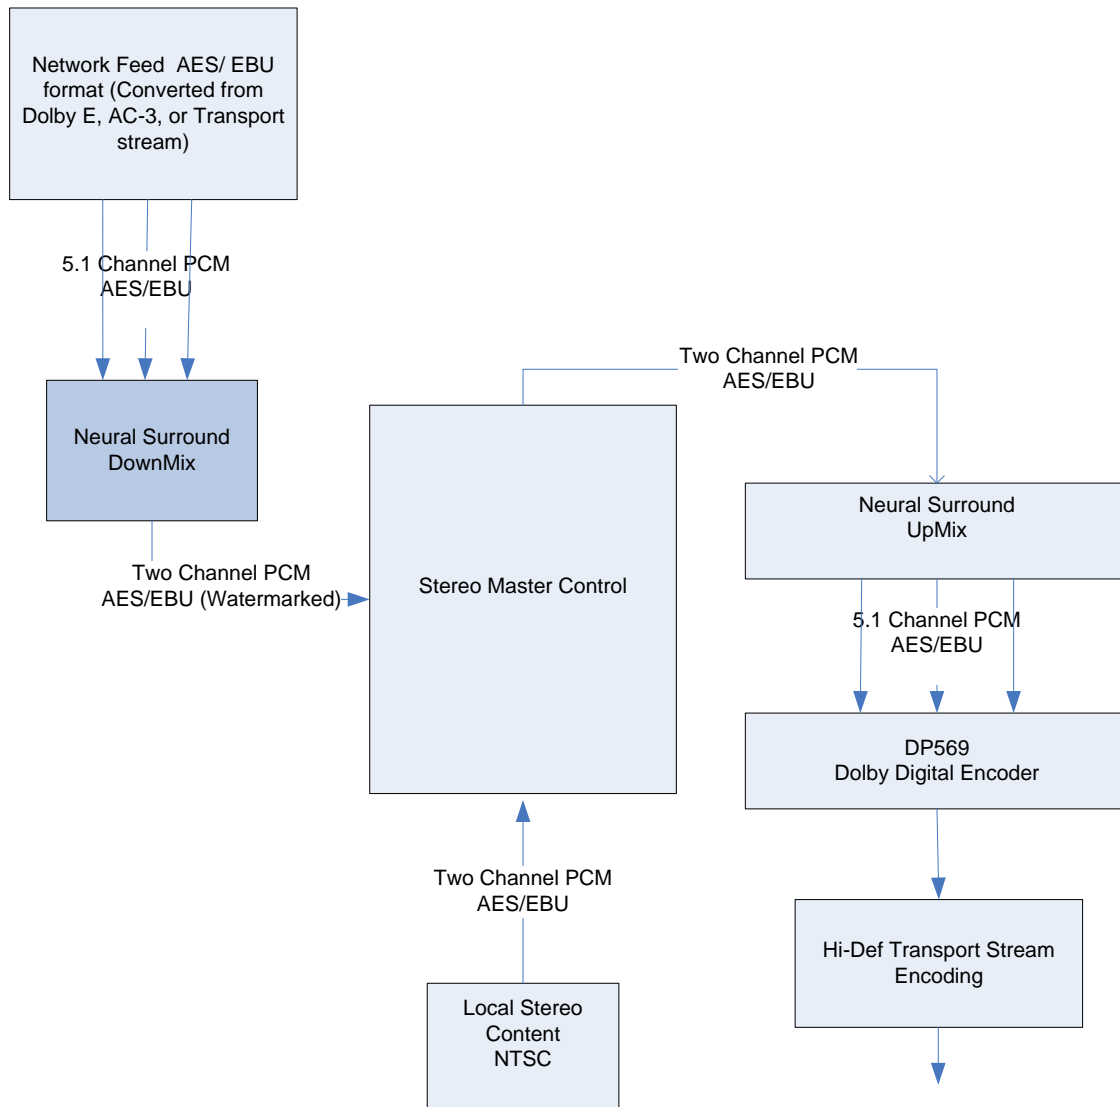 Network Feed  AES/ EBU
format (Converted from
Dolby E, AC-3, or Transport
stream)
5.1 Channel PCM
AES/EBU
Neural Surround
DownMix
Two Channel PCM
AES/EBU (Watermarked)
Stereo Master Control
Two Channel PCM
AES/EBU
Local Stereo
Content
NTSC
Two Channel PCM
AES/EBU
Neural Surround
UpMix
5.1 Channel PCM
AES/EBU
DP569
Dolby Digital Encoder
Hi-Def Transport Stream
Encoding